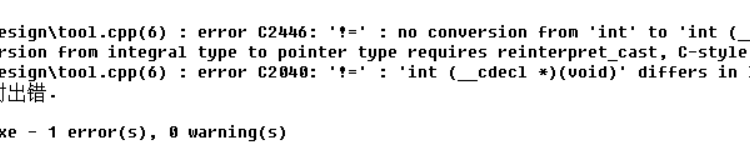 esign\tool.cpp(6) : error C2446: '!=' : no conversion from 'int' to 'int (_
rsion from integral type to pointer type requires reinterpret_cast, C-style
esign\tool.cpp(6) : error C2040: '!=' : 'int (__cdecl *)(void)' differs in
时出错.
xe - 1 error(s), 0 warning(s)